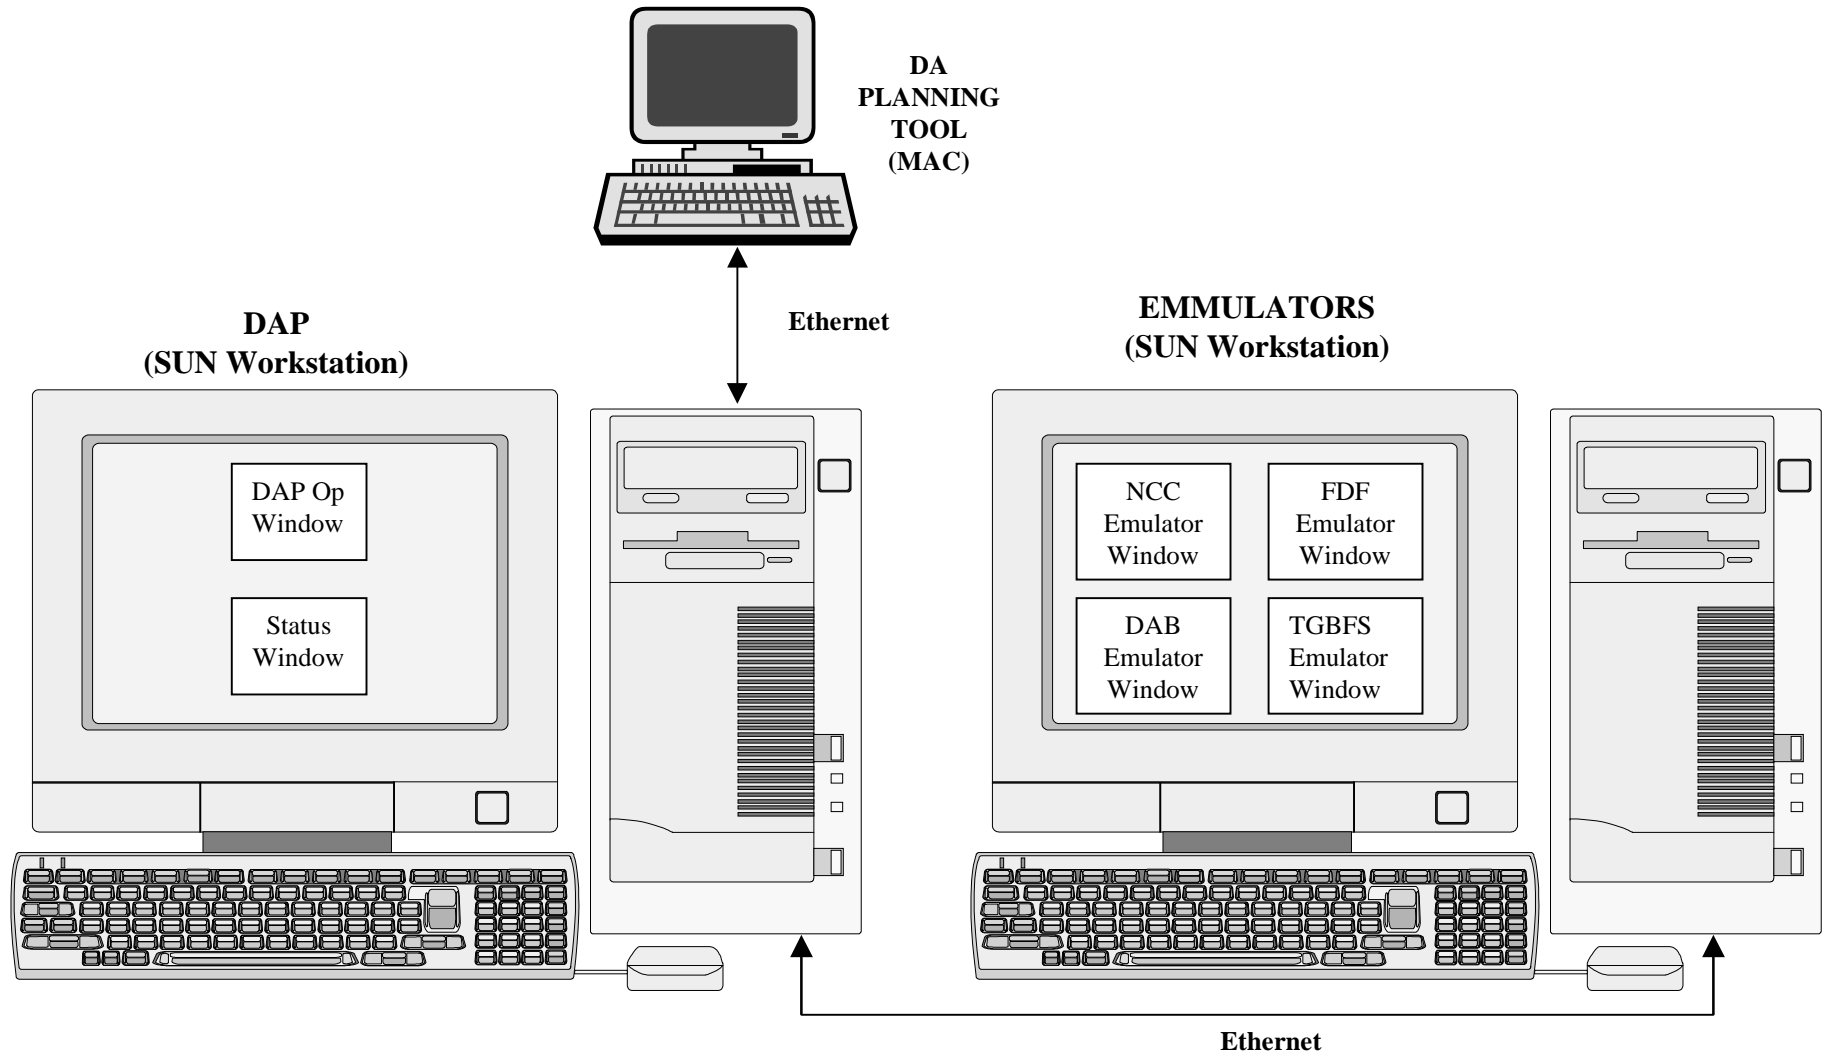 DA
PLANNING
TOOL
(MAC)
Ethernet
DAP
(SUN Workstation)
EMMULATORS
(SUN Workstation)
DAP Op
Window
Status
Window
NCC
Emulator
Window
FDF
Emulator
Window
DAB
Emulator
Window
TGBFS
Emulator
Window
Ethernet